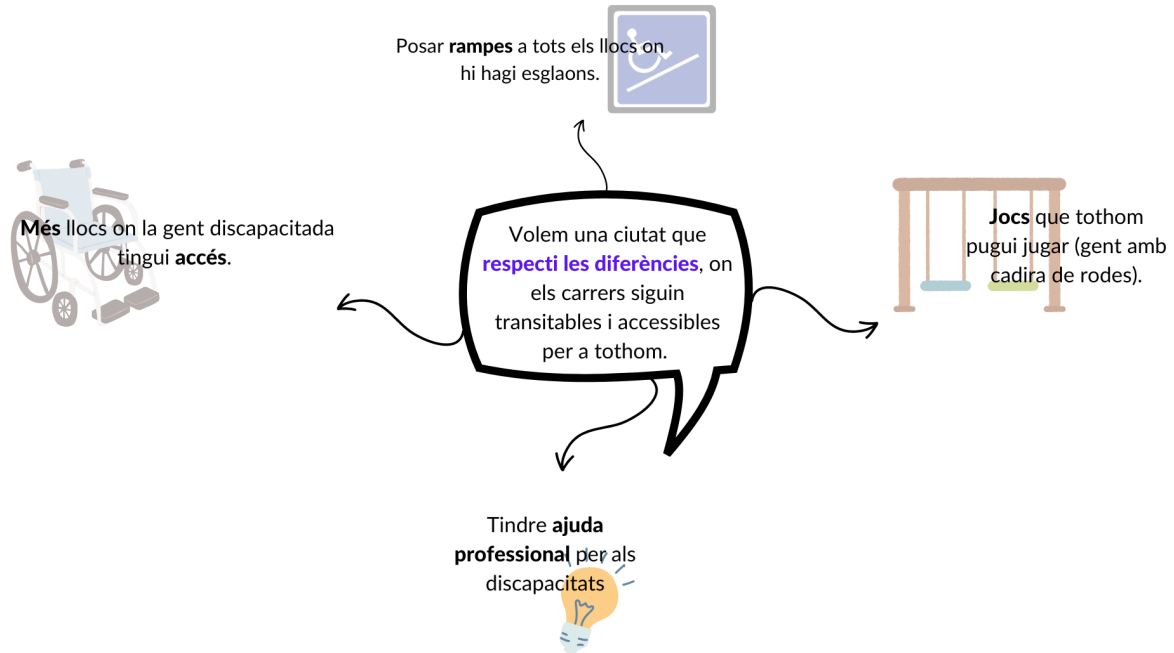 Posar rampes a tots els llocs on
hi hagi esglaons.
Més llocs on la gent discapacitada
tingui accés.
Volem una ciutat que
respecti les diferències, on
els carrers siguin
transitables i accessibles
per a tothom.
Jocs que tothom
pugui jugar (gent amb
cadira de rodes).
Tindre ajuda
professional per als
discapacitats